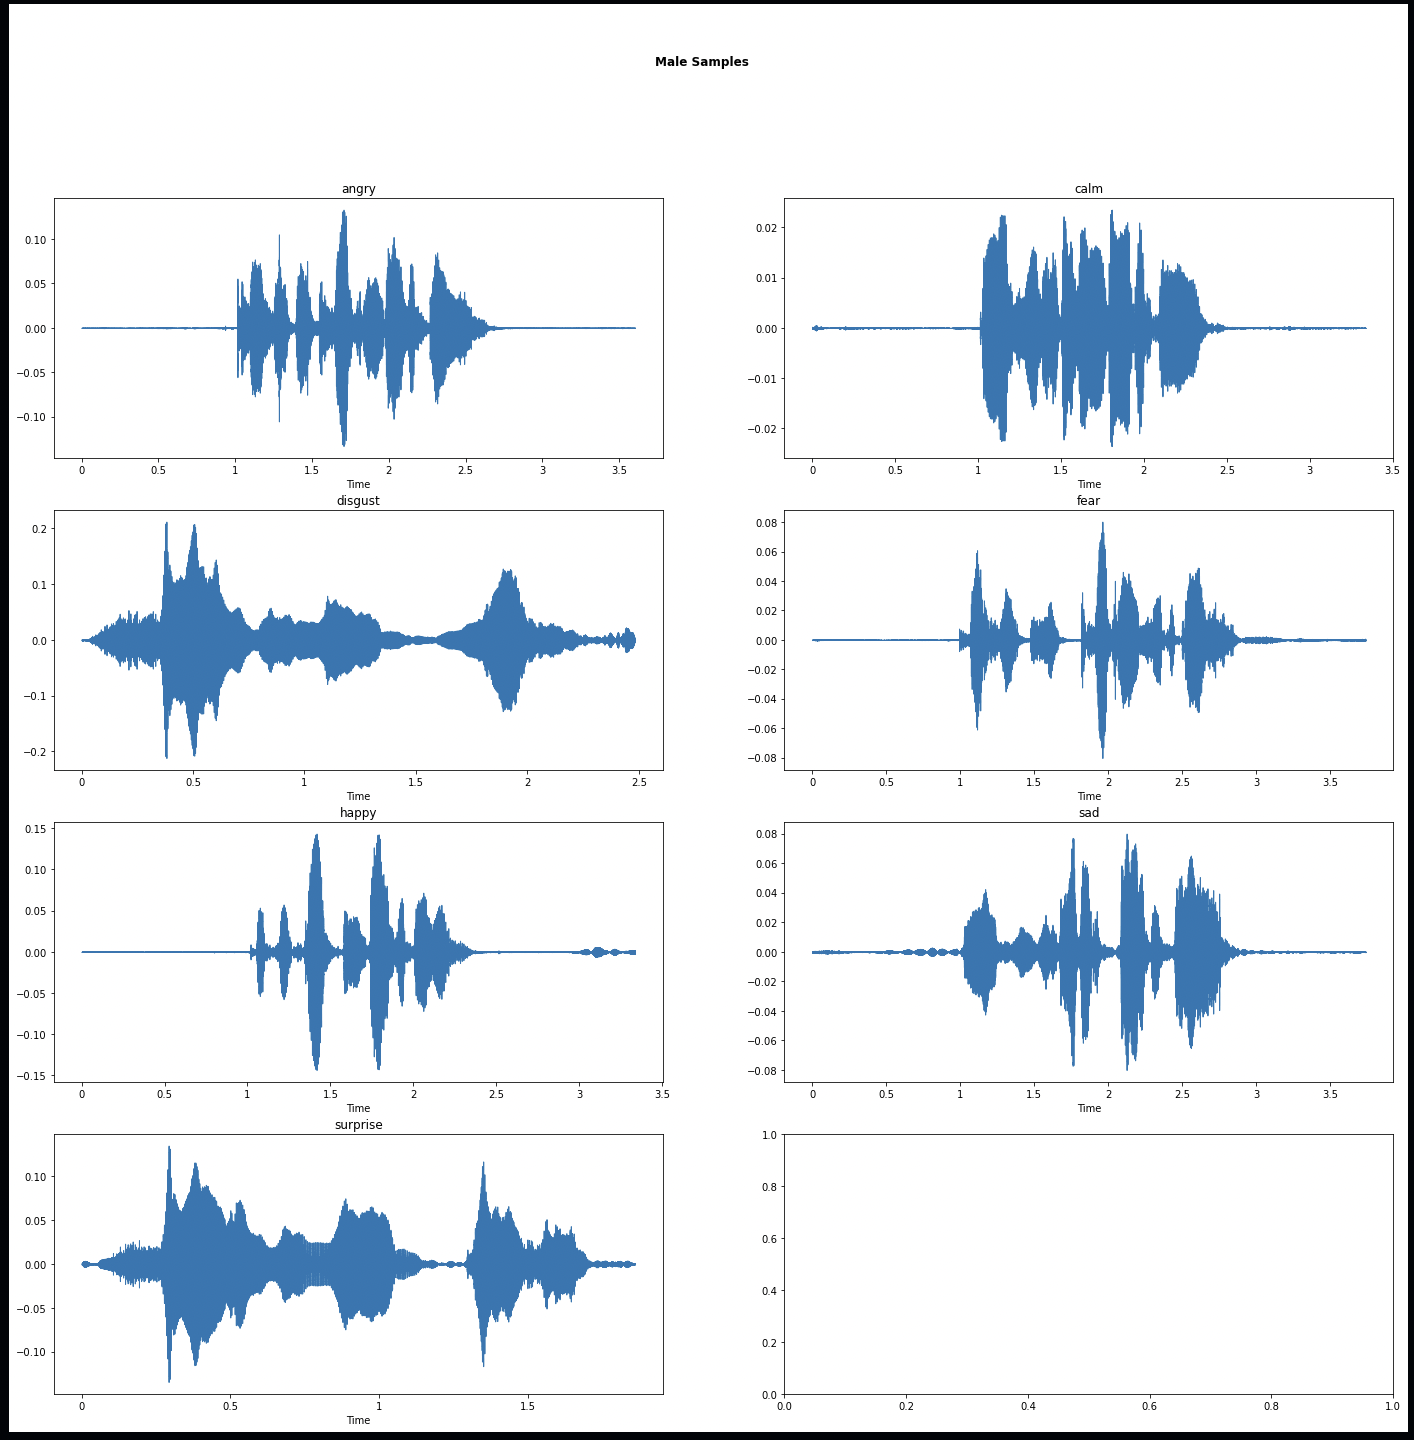 Male Samples
angry
0.10
0.05
0.00
−0.05
−0.10
0 0.5 1 1.5 2 2.5 3 3.5
Time
calm
0.02
0.01
0.00
−0.01
−0.02
0 0.5 1 1.5 2 2.5 3 3.5
Time
disgust
0.2
0.1
0.0
−0.1
−0.2
0 0.5 1 1.5 2 2.5
Time
fear
0.08
0.06
0.04
0.02
0.00
−0.02
−0.04
−0.06
−0.08
0 0.5 1 1.5 2 2.5 3 3.5
Time
happy
0.15
0.10
0.05
0.00
−0.05
−0.10
−0.15
0 0.5 1 1.5 2 2.5 3 3.5
Time
sad
0.08
0.06
0.04
0.02
0.00
−0.02
−0.04
−0.06
−0.08
0 0.5 1 1.5 2 2.5 3 3.5
Time
surprise
0.10
0.05
0.00
−0.05
−0.10
0 0.5 1 1.5
Time
1.0
0.8
0.6
0.4
0.2
0.0
0.0 0.2 0.4 0.6 0.8 1.0